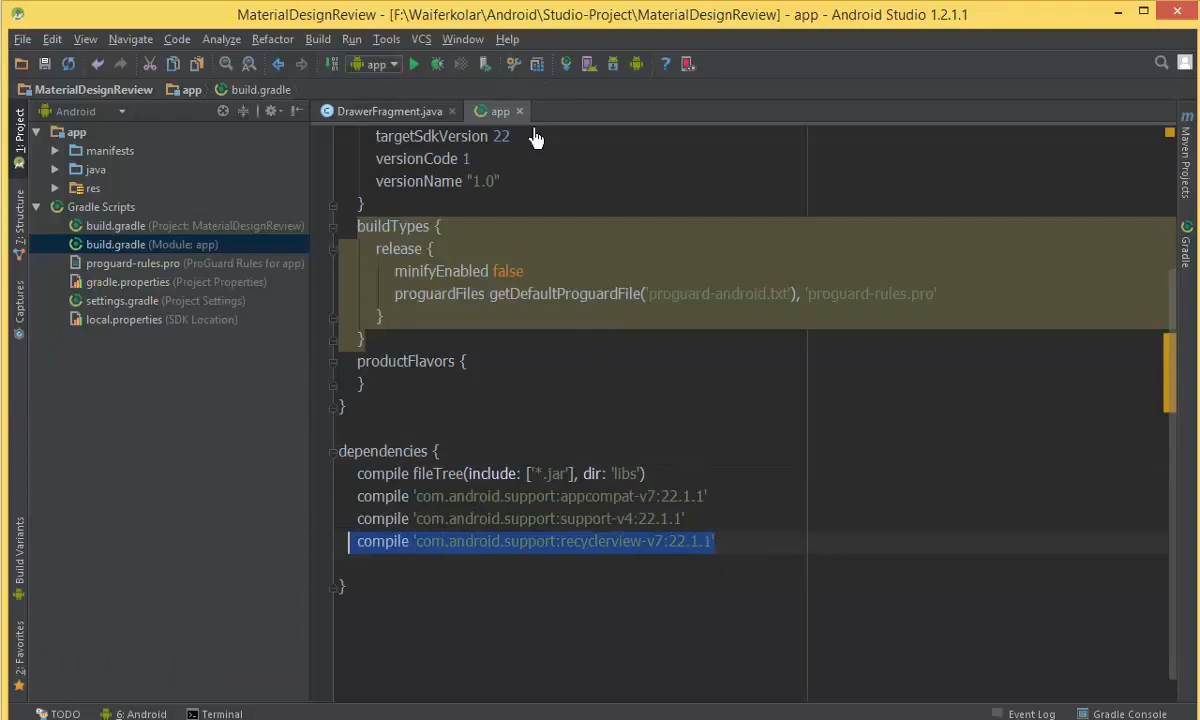 MaterialDesignReview - [F:\Waiferkolar\Android\Studio-Project\MaterialDesignReview] - app - Android Studio 1.2.1.1
File Edit View Navigate Code Analyze Refactor Build Run Tools VCS Window Help
app
MaterialDesignReview app build.gradle
Android
DrawerFragment.java app
1: Project
7: Structure
Captures
Build Variants
2: Favorites
app
manifests
java
res
Gradle Scripts
build.gradle (Project: MaterialDesignReview)
build.gradle (Module: app)
proguard-rules.pro (ProGuard Rules for app)
gradle.properties (Project Properties)
settings.gradle (Project Settings)
local.properties (SDK Location)
targetSdkVersion 22
versionCode 1
versionName "1.0"
}
buildTypes {
release {
minifyEnabled false
proguardFiles getDefaultProguardFile('proguard-android.txt'), 'proguard-rules.pro'
}
}
productFlavors {
}
}
dependencies {
compile fileTree(include: ['*.jar'], dir: 'libs')
compile 'com.android.support:appcompat-v7:22.1.1'
compile 'com.android.support:support-v4:22.1.1'
compile 'com.android.support:recyclerview-v7:22.1.1'
}
Maven Projects
Gradle
TODO 6: Android Terminal Event Log Gradle Console